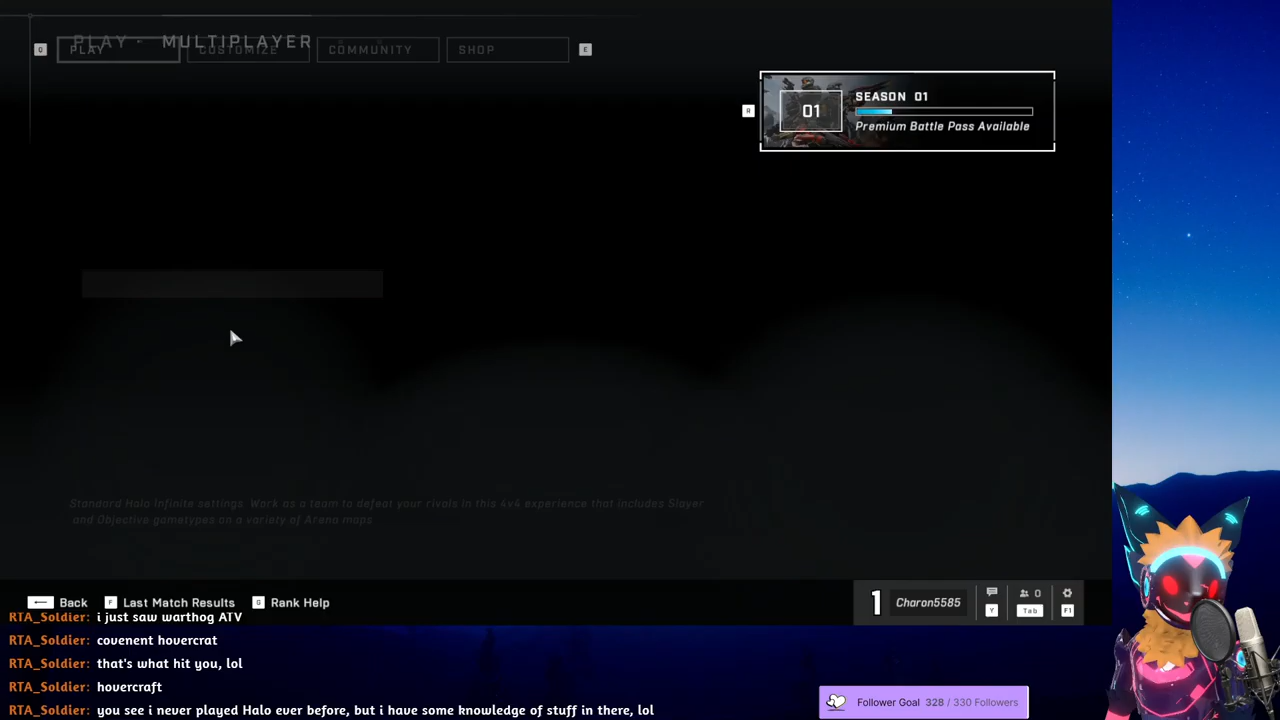 PLAY - MULTIPLAYER
Q PLAY CUSTOMIZE COMMUNITY SHOP E
R 01 SEASON 01
Premium Battle Pass Available
Standard Halo Infinite settings. Work as a team to defeat your rivals in this 4v4 experience that includes Slayer
and Objective gametypes on a variety of Arena maps
Back F Last Match Results G Rank Help
1 Charon5585 Y 0 Tab F1
RTA_Soldier: i just saw warthog ATV
RTA_Soldier: covenent hovercrat
RTA_Soldier: that's what hit you, lol
RTA_Soldier: hovercraft
RTA_Soldier: you see i never played Halo ever before, but i have some knowledge of stuff in there, lol
Follower Goal 328 / 330 Followers